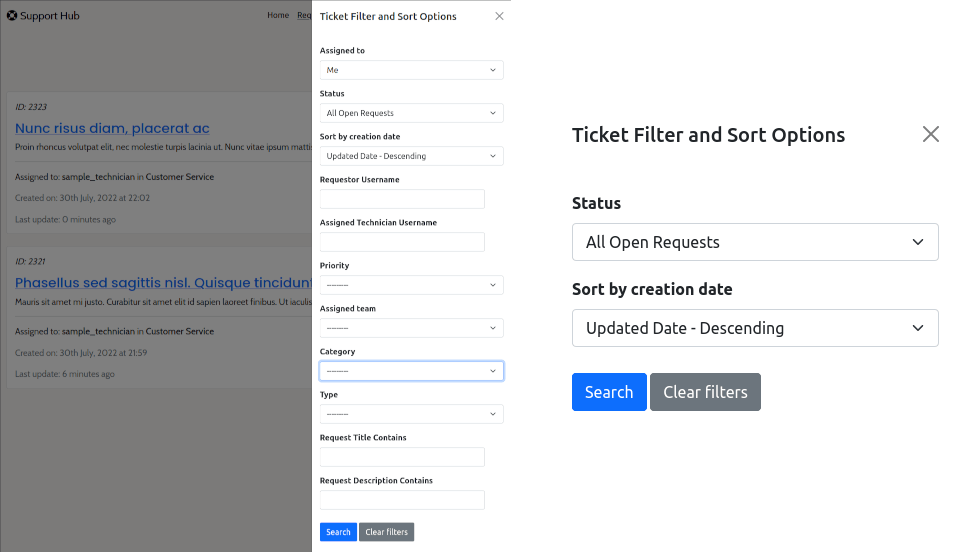 Support Hub
Home Req
ID: 2323
Nunc risus diam, placerat ac
Proin rhoncus volutpat elit, nec molestie turpis lacinia ut. Nunc vitae ipsum mattis
Assigned to: sample_technician in Customer Service
Created on: 30th July, 2022 at 22:02
Last update: 0 minutes ago
ID: 2321
Phasellus sed sagittis nisl. Quisque tincidunt
Mauris sit amet mi justo. Curabitur sit amet elit id sapien laoreet finibus. Ut iaculis
Assigned to: sample_technician in Customer Service
Created on: 30th July, 2022 at 21:59
Last update: 6 minutes ago
Ticket Filter and Sort Options
Assigned to
Me
Status
All Open Requests
Sort by creation date
Updated Date - Descending
Requestor Username
Assigned Technician Username
Priority
---------
Assigned team
---------
Category
---------
Type
---------
Request Title Contains
Request Description Contains
Search Clear filters
Ticket Filter and Sort Options
Status
All Open Requests
Sort by creation date
Updated Date - Descending
Search Clear filters